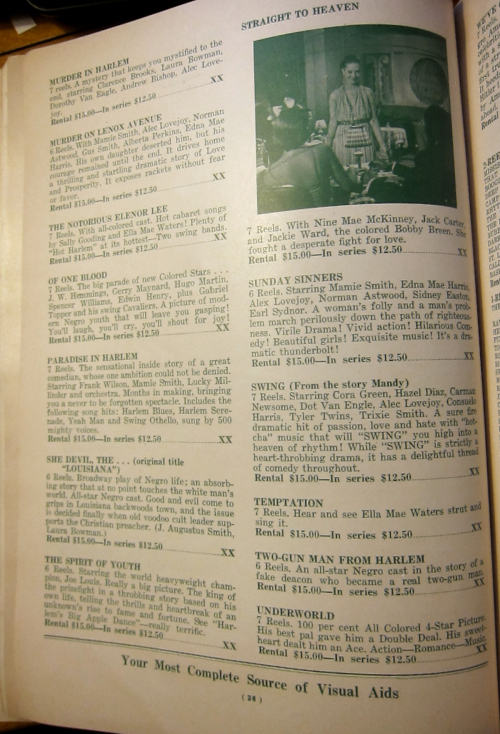 MURDER IN HARLEM
7 reels. A mystery that keeps you mystified to the
end, starring Clarence Brooks, Laura Bowman,
Dorothy Van Engle, Andrew Bishop, Alec Love-
joy.
Rental $15.00—In series $12.50 XX
MURDER ON LENOX AVENUE
6 Reels. With Mamie Smith, Alec Lovejoy, Norman
Astwood, Gus Smith, Alberta Perkins, Edna Mae
Harris. His own daughter deserted him, but his
courage remained until the end. It drives home
a thrilling and startling dramatic story of Love
and Prosperity. It exposes rackets without fear
or favor.
Rental $15.00—In series $12.50 XX
THE NOTORIOUS ELENOR LEE
7 Reels. With all-colored cast. Hot cabaret songs
by Sally Gooding and Elza Mae Waters! Plenty of
"Hot Harlem" at its hottest—Two swing bands.
Rental $15.00—In series $12.50 XX
OF ONE BLOOD
7 Reels. The big parade of new Colored Stars . . .
J. W. Hemmings, Gerry Maynard, Hugo Martin,
Spencer Williams, Edwin Henry, plus Gabriel
Topper and his swing Cavaliers. A picture of mod-
ern Negro youth that will leave you gasping!
You'll laugh, you'll cry, you'll shout for joy!
Rental $15.00—In series $12.50 XX
PARADISE IN HARLEM
7 Reels. The sensational inside story of a great
comedian, whose one ambition could not be denied.
Starring Frank Wilson, Mamie Smith, Lucky Mil-
linder and orchestra, Months in making, bringing
you a never to be forgotten spectacle. Includes the
following song hits: Harlem Blues, Harlem Sere-
nade, Yeah Man and Swing Othello, sung by 500
mighty voices.
Rental $15.00—In series $12.50 XX
SHE DEVIL, THE . . . (original title
"LOUISIANA")
6 Reels. Broadway play of Negro life; an absorb-
ing story that at no point touches the white man's
world. All-star Negro cast. Good and evil come to
grips in Louisiana backwoods town, and the issue
is decided finally when old voodoo cult leader sup-
ports the Christian preacher. (J. Augustus Smith,
Laura Bowman.)
Rental $15.00—In series $12.50 XX
THE SPIRIT OF YOUTH
6 Reels. Starring the world heavyweight cham-
pion, Joe Louis. Really a big picture. The king of
the prizefight in a throbbing story based on his
own life, telling the thrills and heartbreak of an
unknown's rise to fame and fortune. See "Har-
lem's Big Apple Dance"—really terrific.
Rental $15.00—In series $12.50 XX
STRAIGHT TO HEAVEN
7 Reels. With Nine Mae McKinney, Jack Carter,
and Jackie Ward, the colored Bobby Breen. She
fought a desperate fight for love.
Rental $15.00—In series $12.50 XX
SUNDAY SINNERS
6 Reels. Starring Mamie Smith, Edna Mae Harris,
Alex Lovejoy, Norman Astwood, Sidney Easton,
Earl Sydnor. A woman's folly and a man's prob-
lem march perilously down the path of righteous-
ness. Virile Drama! Vivid action! Hilarious Com-
edy! Beautiful girls! Exquisite music! It's a dra-
matic thunderbolt!
Rental $15.00—In series $12.50 XX
SWING (From the story Mandy)
7 Reels. Starring Cora Green, Hazel Diaz, Carman
Newsome, Dot Van Engle, Alec Lovejoy, Consuelo
Harris, Tyler Twins, Trixie Smith. A sure fire
dramatic hit of passion, love and hate with "hot-
cha" music that will "SWING" you high into a
heaven of rhythm! While "SWING" is strictly a
heart-throbbing drama, it has a delightful thread
of comedy throughout.
Rental $15.00—In series $12.50 XX
TEMPTATION
7 Reels. Hear and see Ella Mae Waters strut and
sing it.
Rental $15.00—In series $12.50 XX
TWO-GUN MAN FROM HARLEM
6 Reels. An all-star Negro cast in the story of a
fake deacon who became a real two-gun man.
Rental $15.00—In series $12.50 XX
UNDERWORLD
7 Reels. 100 per cent All Colored 4-Star Picture.
His best pal gave him a Double Deal. His sweet-
heart dealt him an Ace. Action—Romance—Music.
Rental $15.00—In series $12.50 XX
Your Most Complete Source of Visual Aids
( 24 )